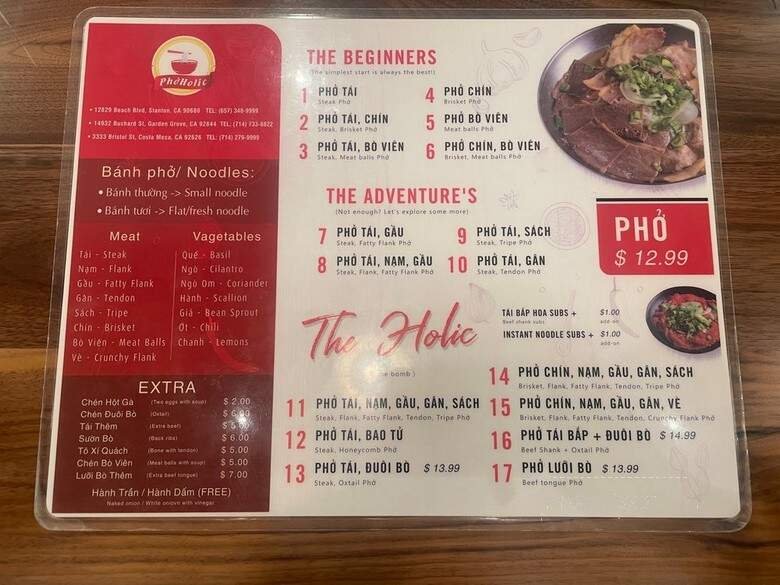 PhởHolic
• 12829 Beach Blvd, Stanton, CA 90680 TEL: (657) 348-9999
• 14932 Bushard St, Garden Grove, CA 92844 TEL: (714) 733-8822
• 3333 Bristol St, Costa Mesa, CA 92626 TEL: (714) 279-9999
Bánh phở/ Noodles:
• Bánh thường -> Small noodle
• Bánh tươi -> Flat/fresh noodle
Meat
Tái - Steak
Nạm - Flank
Gầu - Fatty Flank
Gân - Tendon
Sách - Tripe
Chín - Brisket
Bò Viên - Meat Balls
Vè - Crunchy Flank
Vagetables
Quế - Basil
Ngò - Cilantro
Ngò Om - Coriander
Hành - Scallion
Giá - Bean Sprout
Ớt - Chili
Chanh - Lemons
EXTRA
Chén Hột Gà (Two eggs with soup) $ 2.00
Chén Đuôi Bò (Oxtail)
Tái Thêm (Extra beef)
Sườn Bò (Back ribs) $ 6.00
Tô Xí Quách (Bone with tendon) $ 5.00
Chén Bò Viên (Meat balls with soup) $ 5.00
Lưỡi Bò Thêm (Extra beef tongue) $ 7.00
Hành Trần / Hành Dấm (FREE)
Naked onion / White onion with vinegar
THE BEGINNERS
(The simplest start is always the best!)
1 PHỞ TÁI
Steak Phở
2 PHỞ TÁI, CHÍN
Steak, Brisket Phở
3 PHỞ TÁI, BÒ VIÊN
Steak, Meat balls Phở
4 PHỞ CHÍN
Brisket Phở
5 PHỞ BÒ VIÊN
Meat balls Phở
6 PHỞ CHÍN, BÒ VIÊN
Brisket, Meat balls Phở
THE ADVENTURE'S
(Not enough? Let's explore some more)
7 PHỞ TÁI, GẦU
Steak, Fatty Flank Phở
8 PHỞ TÁI, NẠM, GẦU
Steak, Flank, Fatty Flank Phở
9 PHỞ TÁI, SÁCH
Steak, Tripe Phở
10 PHỞ TÁI, GÂN
Steak, Tendon Phở
PHỞ
$ 12.99
The Holic
bomb )
TÁI BẮP HOA SUBS + $1.00
Beef shank subs add-on
INSTANT NOODLE SUBS + $1.00
add-on
11 PHỞ TÁI, NẠM, GẦU, GÂN, SÁCH
Steak, Flank, Fatty Flank, Tendon, Tripe Phở
12 PHỞ TÁI, BAO TỬ
Steak, Honeycomb Phở
13 PHỞ TÁI, ĐUÔI BÒ $ 13.99
Steak, Oxtail Phở
14 PHỞ CHÍN, NẠM, GẦU, GÂN, SÁCH
Brisket, Flank, Fatty Flank, Tendon, Tripe Phở
15 PHỞ CHÍN, NẠM, GẦU, GÂN, VÈ
Brisket, Flank, Fatty Flank, Tendon, Crunchy Flank Phở
16 PHỞ TÁI BẮP + ĐUÔI BÒ $ 14.99
Beef Shank + Oxtail Phở
17 PHỞ LƯỠI BÒ $ 13.99
Beef tongue Phở